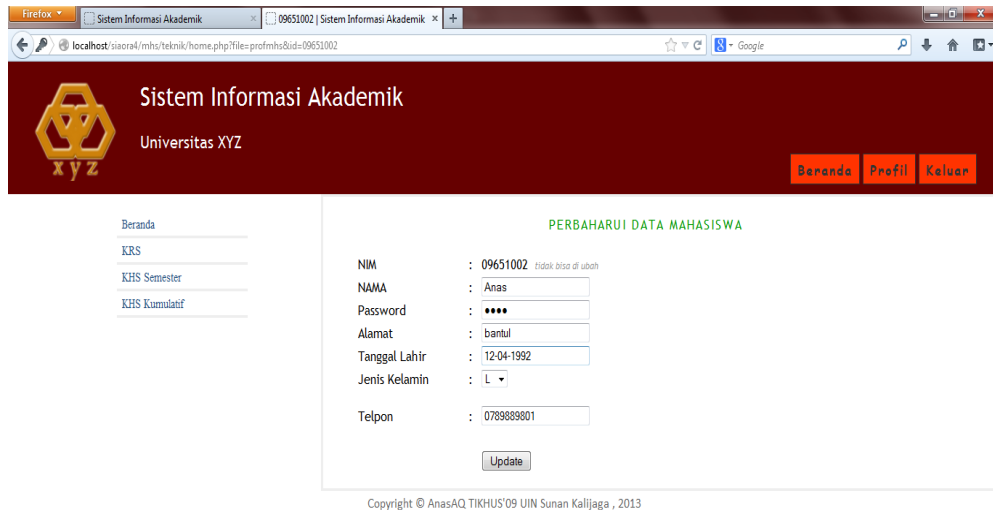 Firefox
Sistem Informasi Akademik ×
09651002 | Sistem Informasi Akademik × +
localhost/siaora4/mhs/teknik/home.php?file=profmhs&id=09651002
Google
Sistem Informasi Akademik
Universitas XYZ
x y z
Beranda Profil Keluar
Beranda
KRS
KHS Semester
KHS Kumulatif
PERBAHARUI DATA MAHASISWA
NIM : 09651002 tidak bisa di ubah
NAMA : Anas
Password : ••••
Alamat : bantul
Tanggal Lahir : 12-04-1992
Jenis Kelamin : L
Telpon : 0789889801
Update
Copyright © AnasAQ TIKHUS'09 UIN Sunan Kalijaga , 2013